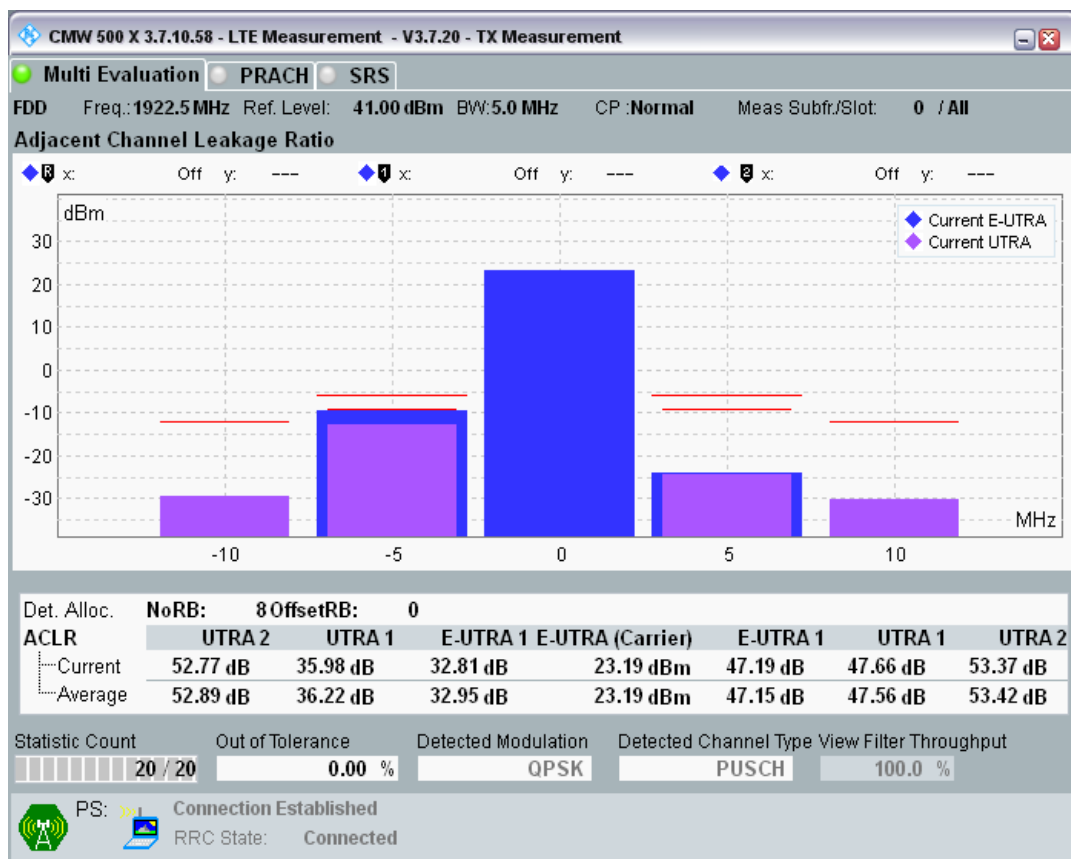 CMW 500 X 3.7.10.58 - LTE Measurement - V3.7.20 - TX Measurement
Multi Evaluation PRACH SRS
FDD Freq.: 1922.5 MHz Ref. Level: 41.00 dBm BW: 5.0 MHz CP : Normal Meas Subfr./Slot: 0 / All
Adjacent Channel Leakage Ratio
R x: Off y: --- 1 x: Off y: --- 2 x: Off y: ---
dBm
Current E-UTRA
Current UTRA
30
20
10
0
-10
-20
-30
MHz
-10 -5 0 5 10
Det. Alloc. NoRB: 8 OffsetRB: 0
ACLR UTRA 2 UTRA 1 E-UTRA 1 E-UTRA (Carrier) E-UTRA 1 UTRA 1 UTRA 2
Current 52.77 dB 35.98 dB 32.81 dB 23.19 dBm 47.19 dB 47.66 dB 53.37 dB
Average 52.89 dB 36.22 dB 32.95 dB 23.19 dBm 47.15 dB 47.56 dB 53.42 dB
Statistic Count Out of Tolerance Detected Modulation Detected Channel Type View Filter Throughput
20 / 20 0.00 % QPSK PUSCH 100.0 %
PS: Connection Established
RRC State: Connected